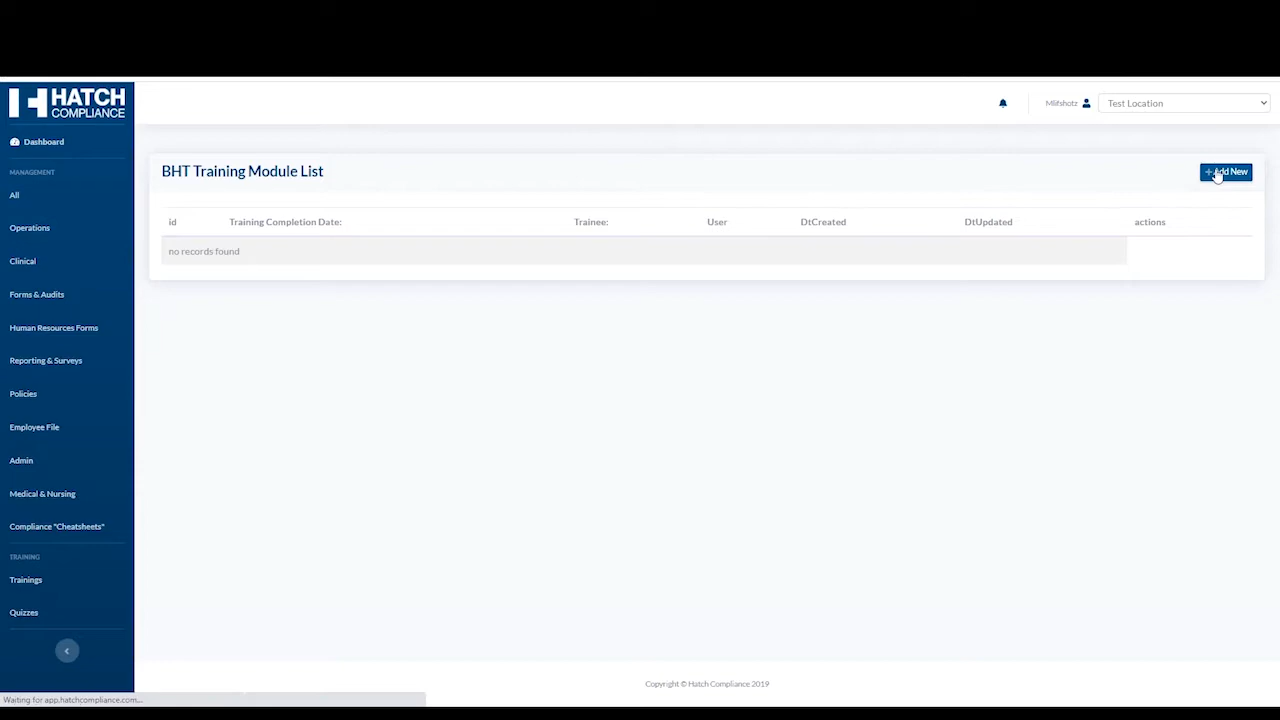 HATCH
COMPLIANCE
Mlifshotz
Test Location
Dashboard
MANAGEMENT
All
Operations
Clinical
Forms & Audits
Human Resources Forms
Reporting & Surveys
Policies
Employee File
Admin
Medical & Nursing
Compliance "Cheatsheets"
TRAINING
Trainings
Quizzes
BHT Training Module List
+ Add New
id Training Completion Date: Trainee: User DtCreated DtUpdated actions
no records found
Copyright © Hatch Compliance 2019
Waiting for app.hatchcompliance.com...